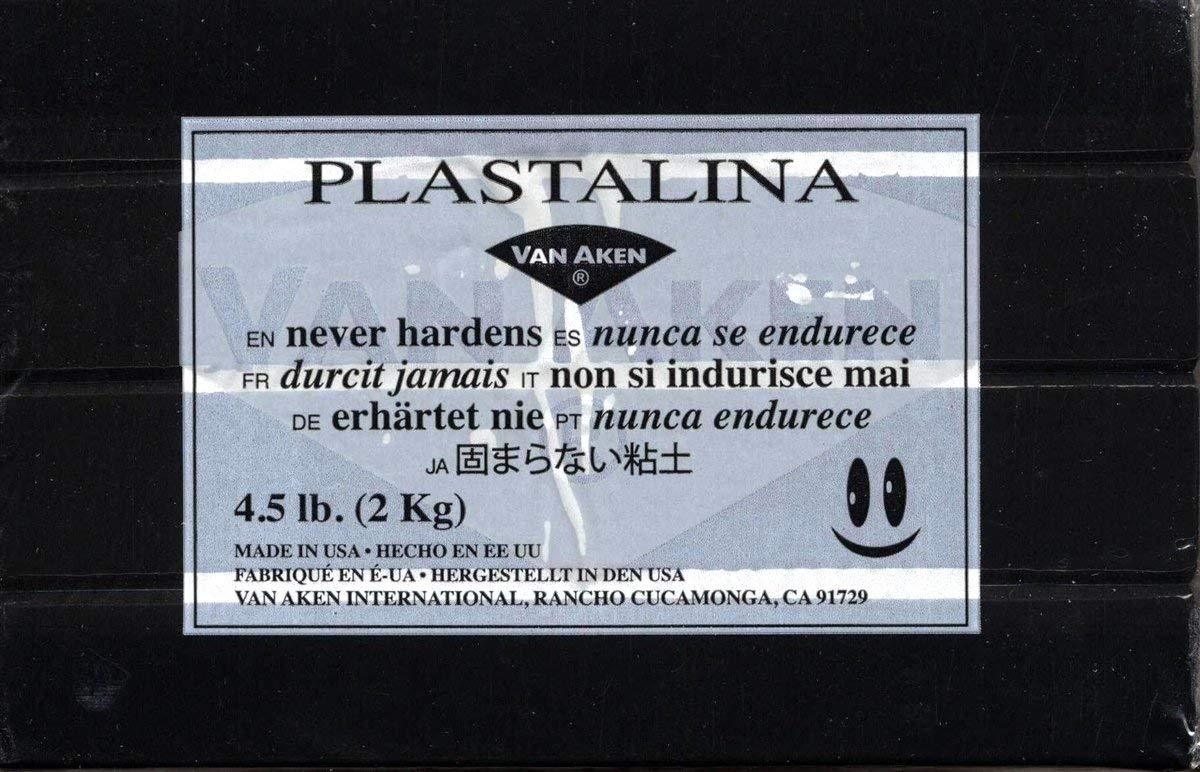 PLASTALINA
VAN AKEN
®
VAN AKEN
EN never hardens ES nunca se endurece
FR durcit jamais IT non si indurisce mai
DE erhärtet nie PT nunca endurece
JA 固まらない粘土
4.5 lb. (2 Kg)
MADE IN USA • HECHO EN EE UU
FABRIQUÉ EN É-UA • HERGESTELLT IN DEN USA
VAN AKEN INTERNATIONAL, RANCHO CUCAMONGA, CA 91729